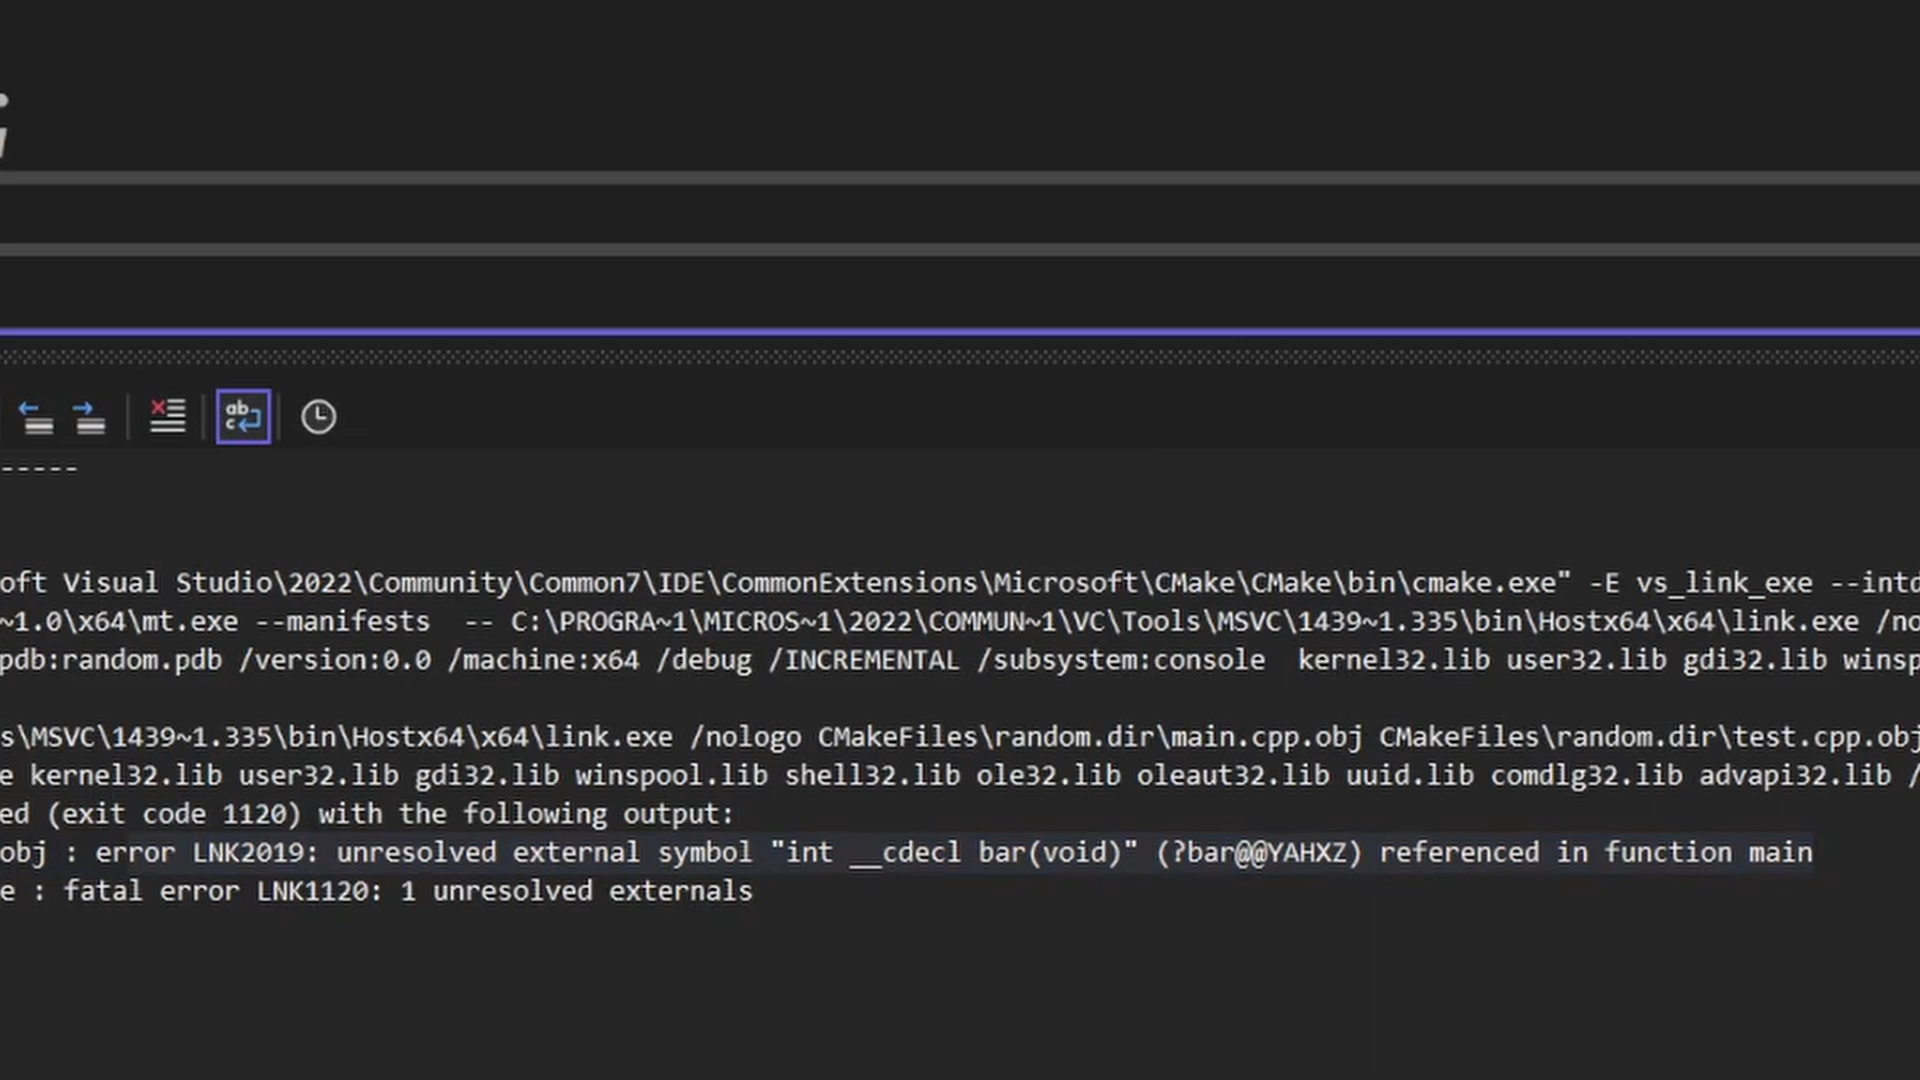 i
ab
c
-----
oft Visual Studio\2022\Community\Common7\IDE\CommonExtensions\Microsoft\CMake\CMake\bin\cmake.exe" -E vs_link_exe --intd
~1.0\x64\mt.exe --manifests  -- C:\PROGRA~1\MICROS~1\2022\COMMUN~1\VC\Tools\MSVC\1439~1.335\bin\Hostx64\x64\link.exe /no
pdb:random.pdb /version:0.0 /machine:x64 /debug /INCREMENTAL /subsystem:console  kernel32.lib user32.lib gdi32.lib winsp
s\MSVC\1439~1.335\bin\Hostx64\x64\link.exe /nologo CMakeFiles\random.dir\main.cpp.obj CMakeFiles\random.dir\test.cpp.obj
e kernel32.lib user32.lib gdi32.lib winspool.lib shell32.lib ole32.lib oleaut32.lib uuid.lib comdlg32.lib advapi32.lib /
ed (exit code 1120) with the following output:
obj : error LNK2019: unresolved external symbol "int __cdecl bar(void)" (?bar@@YAHXZ) referenced in function main
e : fatal error LNK1120: 1 unresolved externals